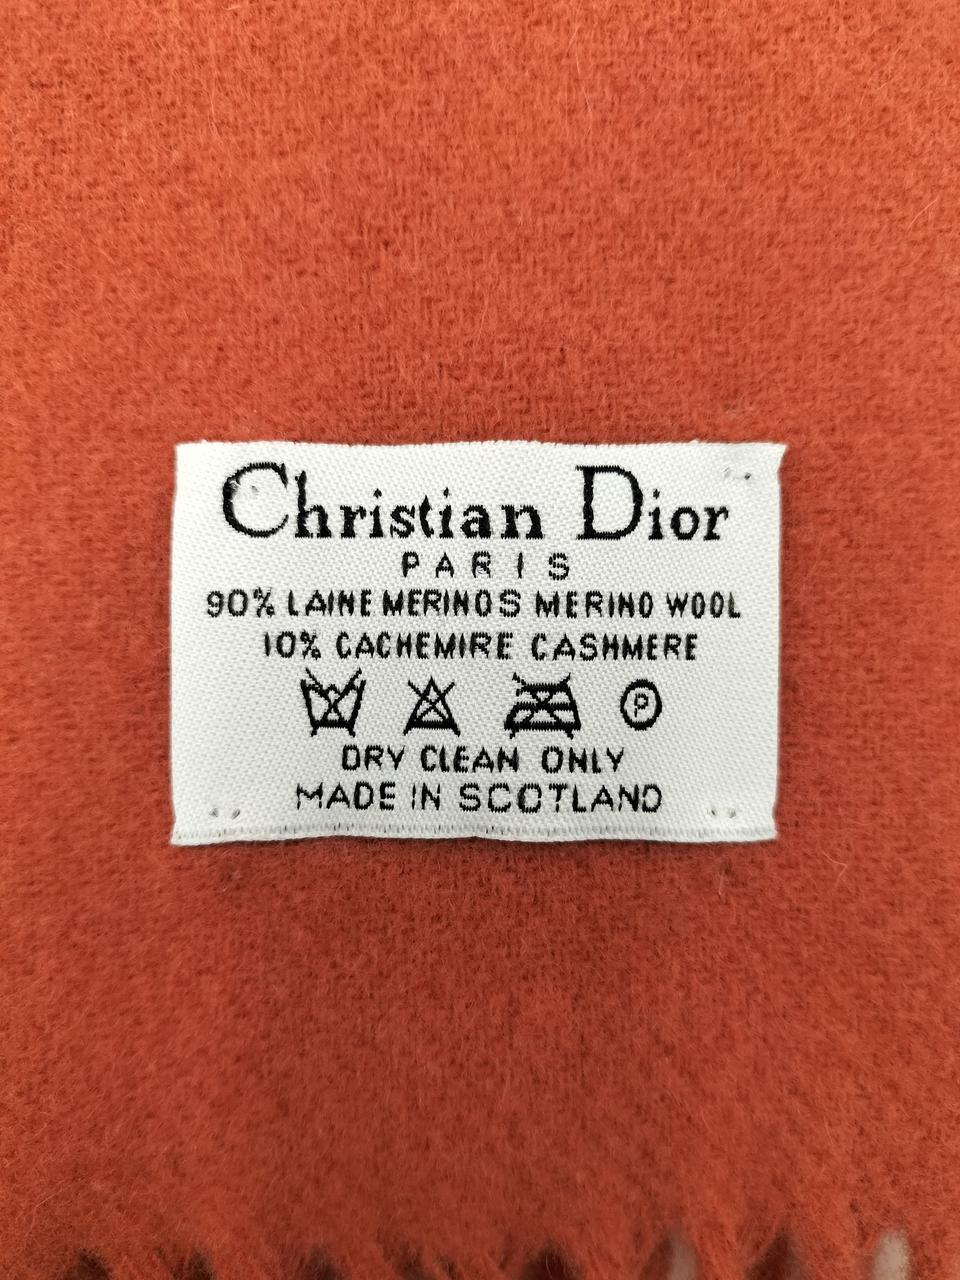 Christian Dior
PARIS
90% LAINE MERINOS MERINO WOOL
10% CACHEMIRE CASHMERE
P
DRY CLEAN ONLY
MADE IN SCOTLAND